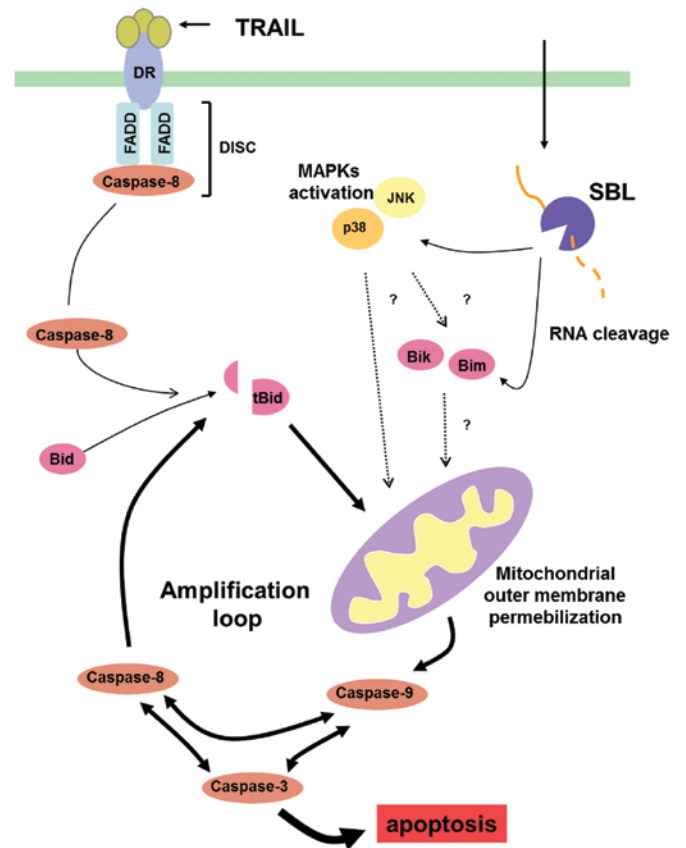 TRAIL
DR
FADD
FADD
DISC
Caspase-8
MAPKs
activation
JNK
p38
SBL
RNA cleavage
?
?
Caspase-8
Bik
Bim
tBid
?
Bid
Amplification
loop
Mitochondrial
outer membrane
permebilization
Caspase-8
Caspase-9
Caspase-3
apoptosis